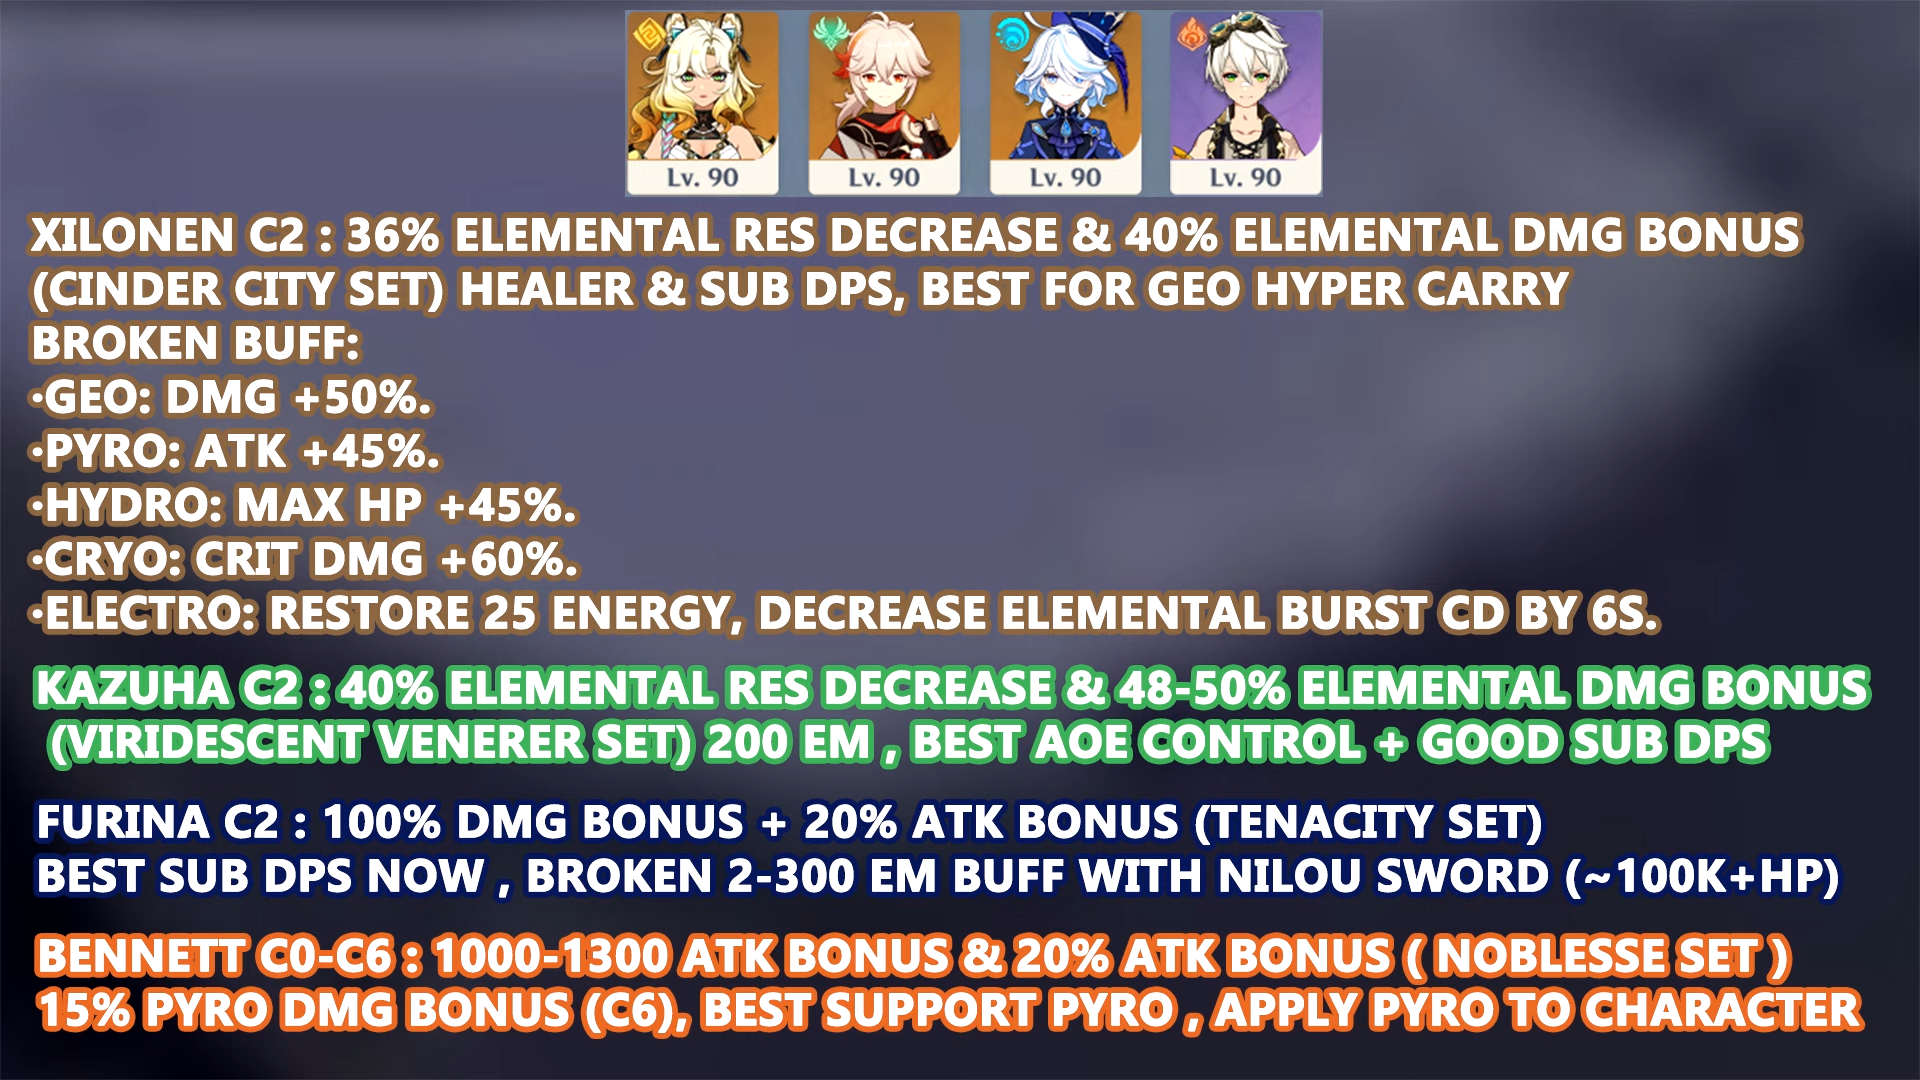 Lv. 90 Lv. 90 Lv. 90 Lv. 90
XILONEN C2 : 36% ELEMENTAL RES DECREASE & 40% ELEMENTAL DMG BONUS
(CINDER CITY SET) HEALER & SUB DPS, BEST FOR GEO HYPER CARRY
BROKEN BUFF:
·GEO: DMG +50%.
·PYRO: ATK +45%.
·HYDRO: MAX HP +45%.
·CRYO: CRIT DMG +60%.
·ELECTRO: RESTORE 25 ENERGY, DECREASE ELEMENTAL BURST CD BY 6S.
KAZUHA C2 : 40% ELEMENTAL RES DECREASE & 48-50% ELEMENTAL DMG BONUS
(VIRIDESCENT VENERER SET) 200 EM , BEST AOE CONTROL + GOOD SUB DPS
FURINA C2 : 100% DMG BONUS + 20% ATK BONUS (TENACITY SET)
BEST SUB DPS NOW , BROKEN 2-300 EM BUFF WITH NILOU SWORD (~100K+HP)
BENNETT C0-C6 : 1000-1300 ATK BONUS & 20% ATK BONUS ( NOBLESSE SET )
15% PYRO DMG BONUS (C6), BEST SUPPORT PYRO , APPLY PYRO TO CHARACTER